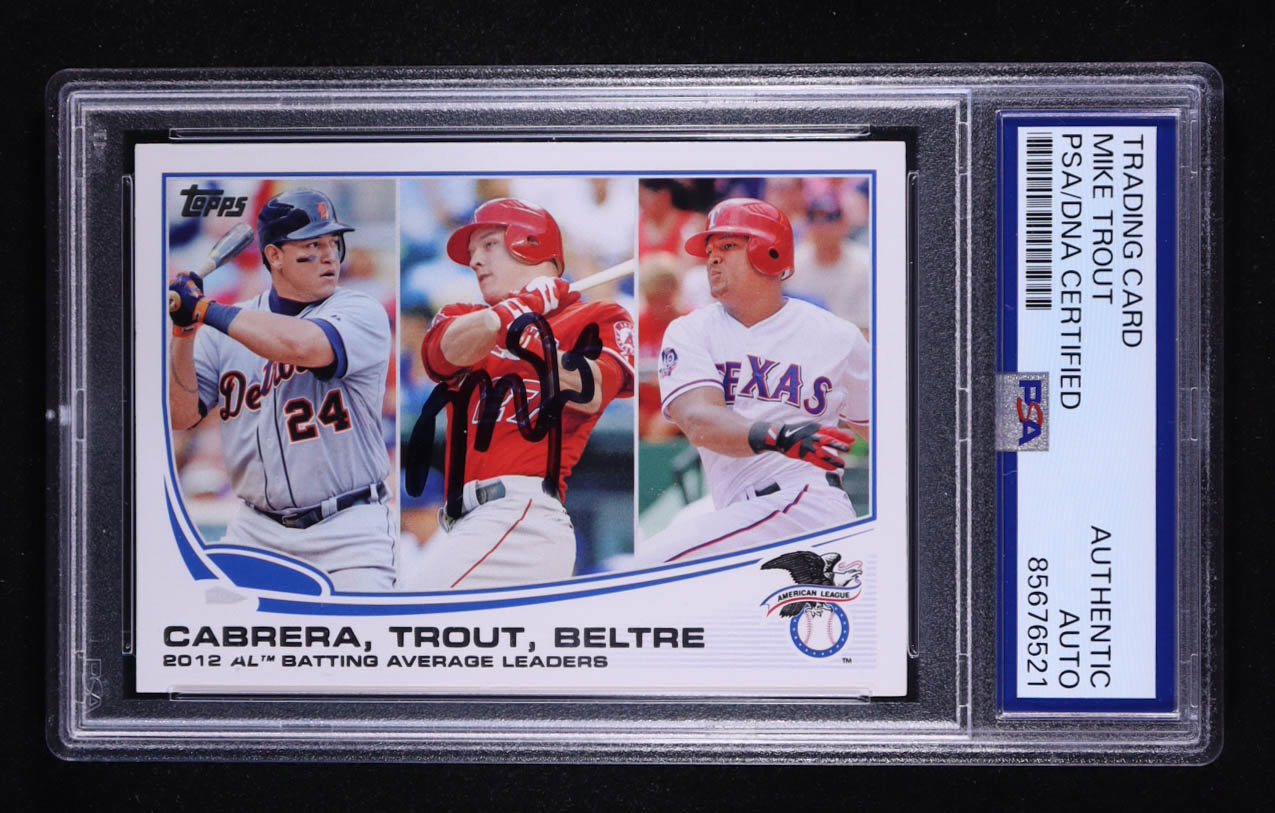 Topps
Detroit
24
TEXAS
AMERICAN LEAGUE
TM
CABRERA, TROUT, BELTRE
2012 AL™ BATTING AVERAGE LEADERS
TRADING CARD
MIKE TROUT
PSA/DNA CERTIFIED
PSA
AUTHENTIC
AUTO
85676521